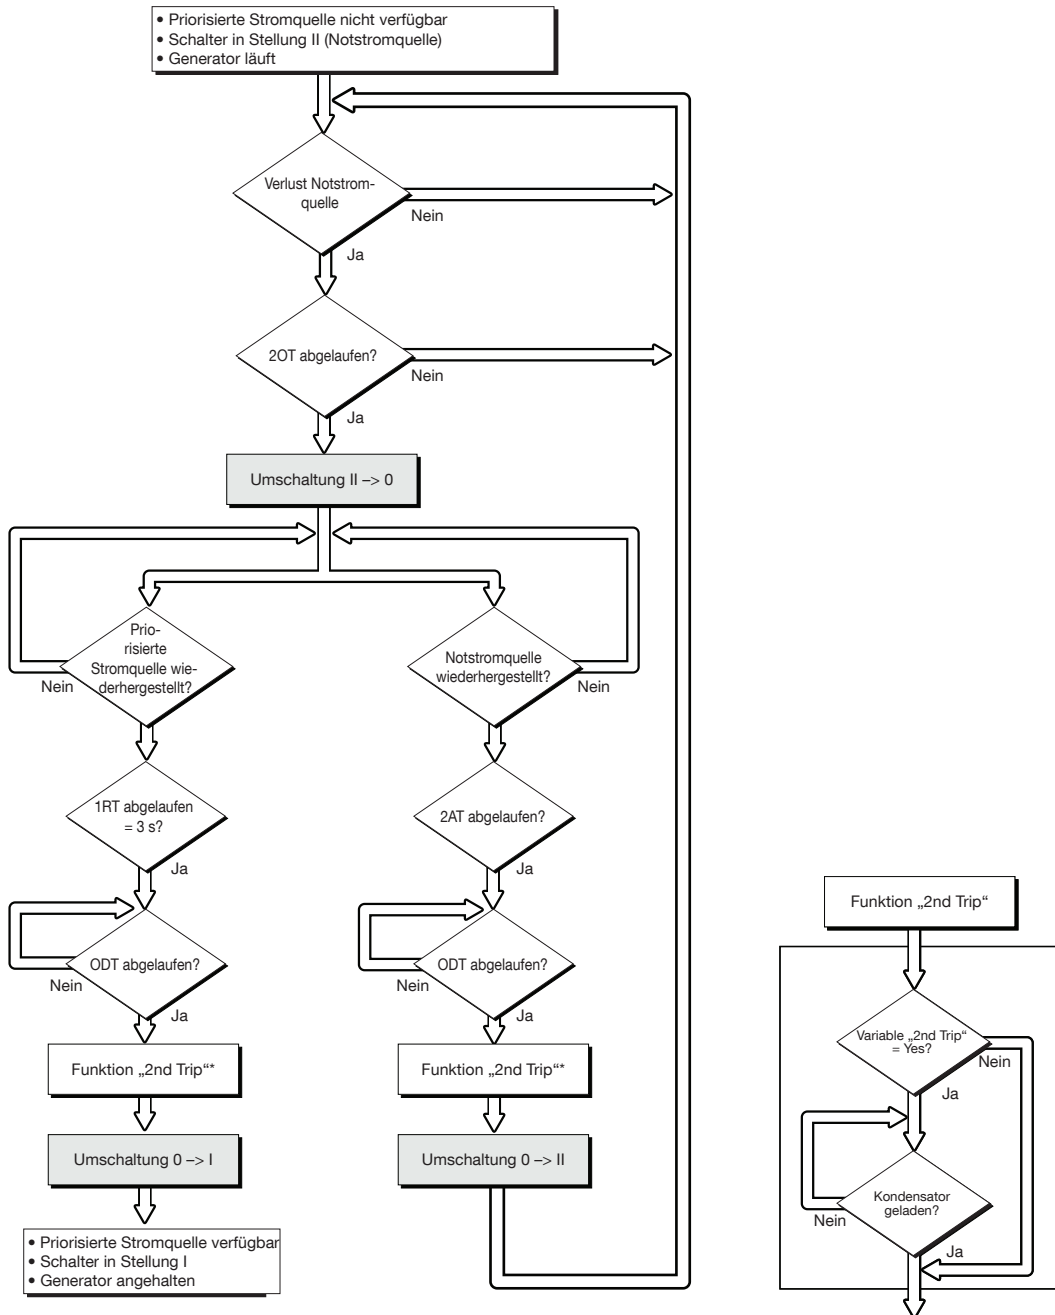 • Priorisierte Stromquelle nicht verfügbar
• Schalter in Stellung II (Notstromquelle)
• Generator läuft
Verlust Notstrom-
quelle
Nein
Ja
2OT abgelaufen?
Nein
Ja
Umschaltung II –> 0
Prio-
risierte
Stromquelle wie-
derhergestellt?
Nein
Notstromquelle
wiederhergestellt?
Nein
1RT abgelaufen
= 3 s?
Ja
2AT abgelaufen?
Ja
ODT abgelaufen?
Nein
Ja
ODT abgelaufen?
Nein
Ja
Funktion „2nd Trip“*
Funktion „2nd Trip“*
Umschaltung 0 –> I
Umschaltung 0 –> II
• Priorisierte Stromquelle verfügbar
• Schalter in Stellung I
• Generator angehalten
Funktion „2nd Trip“
Variable „2nd Trip“
= Yes?
Nein
Ja
Kondensator
geladen?
Nein
Ja